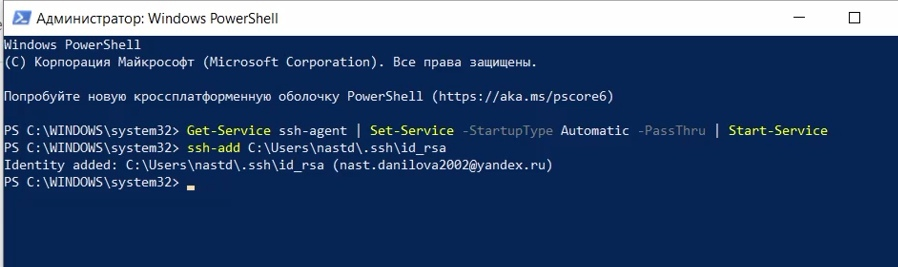 Администратор: Windows PowerShell
Windows PowerShell
(C) Корпорация Майкрософт (Microsoft Corporation). Все права защищены.
Попробуйте новую кроссплатформенную оболочку PowerShell (https://aka.ms/pscore6)
PS C:\WINDOWS\system32> Get-Service ssh-agent | Set-Service -StartupType Automatic -PassThru | Start-Service
PS C:\WINDOWS\system32> ssh-add C:\Users\nastd\.ssh\id_rsa
Identity added: C:\Users\nastd\.ssh\id_rsa (nast.danilova2002@yandex.ru)
PS C:\WINDOWS\system32>